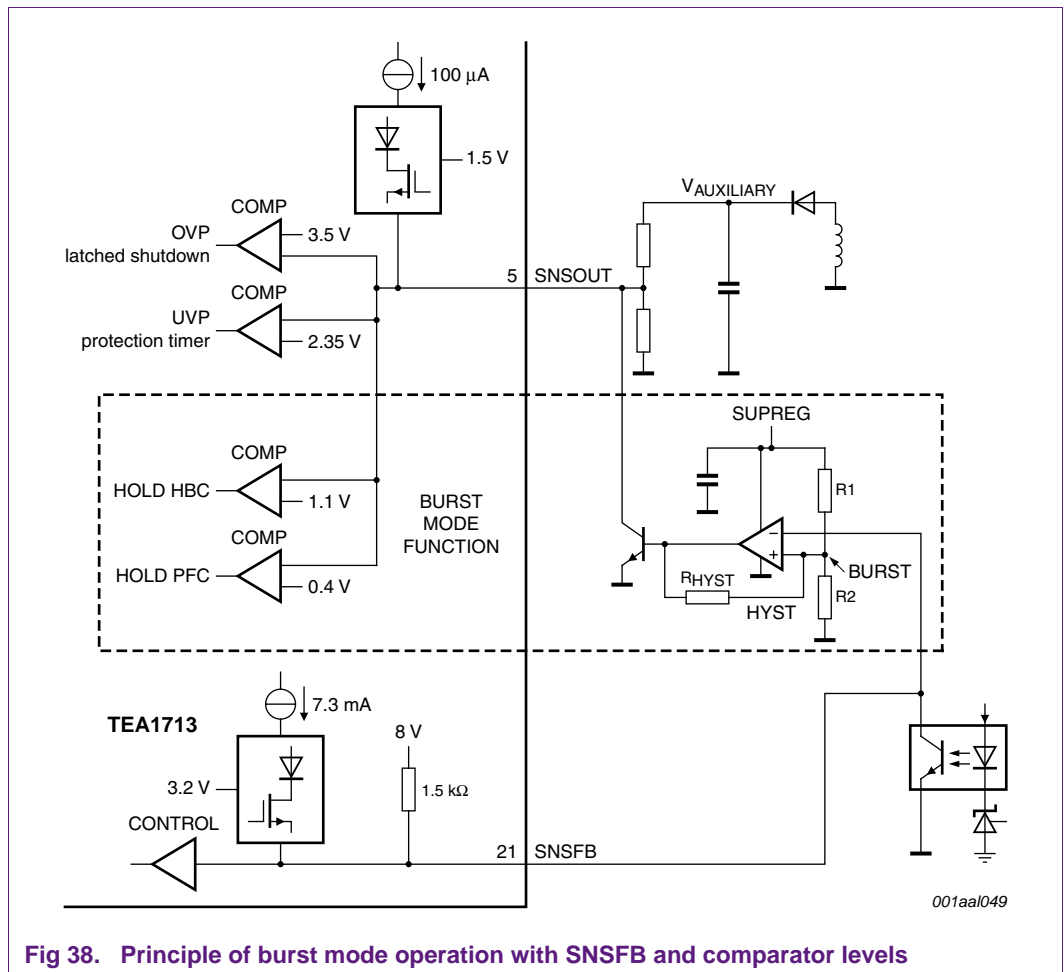 100 μA
1.5 V
COMP
OVP
latched shutdown
3.5 V
COMP
UVP
protection timer
2.35 V
5 SNSOUT
VAUXILIARY
SUPREG
COMP
HOLD HBC
1.1 V
COMP
HOLD PFC
0.4 V
BURST
MODE
FUNCTION
R1
−
+
BURST
RHYST
HYST
R2
TEA1713
7.3 mA
8 V
3.2 V
1.5 kΩ
CONTROL
21 SNSFB
001aal049
Fig 38. Principle of burst mode operation with SNSFB and comparator levels